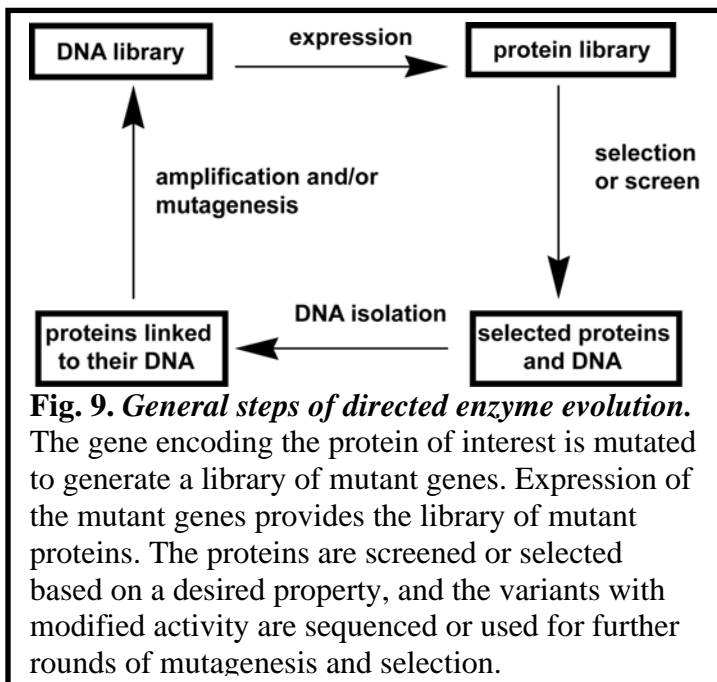 DNA library
expression
protein library
selection
or screen
amplification and/or
mutagenesis
proteins linked
to their DNA
DNA isolation
selected proteins
and DNA
Fig. 9. General steps of directed enzyme evolution.
The gene encoding the protein of interest is mutated
to generate a library of mutant genes. Expression of
the mutant genes provides the library of mutant
proteins. The proteins are screened or selected
based on a desired property, and the variants with
modified activity are sequenced or used for further
rounds of mutagenesis and selection.